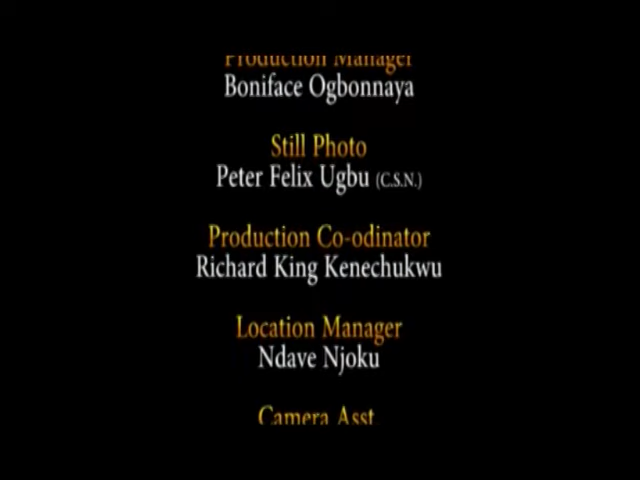 Production Manager
Boniface Ogbonnaya
Still Photo
Peter Felix Ugbu (C.S.N.)
Production Co-odinator
Richard King Kenechukwu
Location Manager
Ndave Njoku
Camera Asst